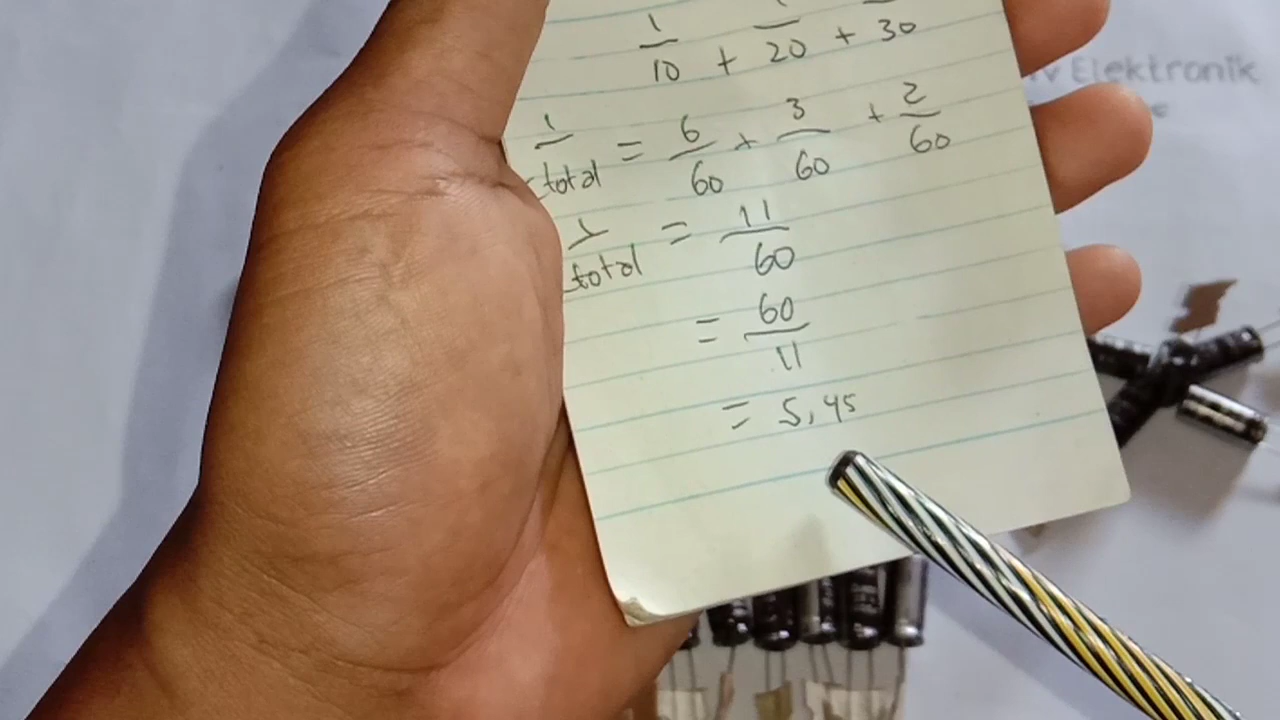 1/10 + 1/20 + 1/30
1/total = 6/60 + 3/60 + 2/60
1/total = 11/60
= 60/11
= 5,45
Elektronik